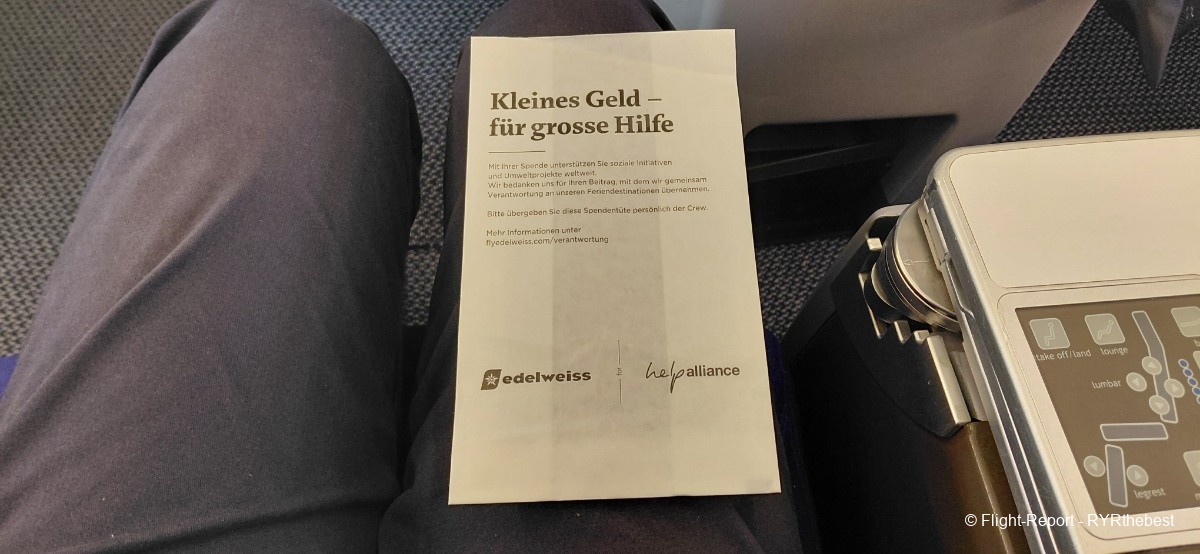 Kleines Geld –
für grosse Hilfe
Mit Ihrer Spende unterstützen Sie soziale Initiativen
und Umweltprojekte weltweit.
Wir bedanken uns für Ihren Beitrag, mit dem wir gemeinsam
Verantwortung an unseren Feriendestinationen übernehmen.
Bitte übergeben Sie diese Spendentüte persönlich der Crew.
Mehr Informationen unter
flyedelweiss.com/verantwortung
edelweiss
help alliance
take off/land
lounge
lumbar
legrest
© Flight-Report - RYRthebest